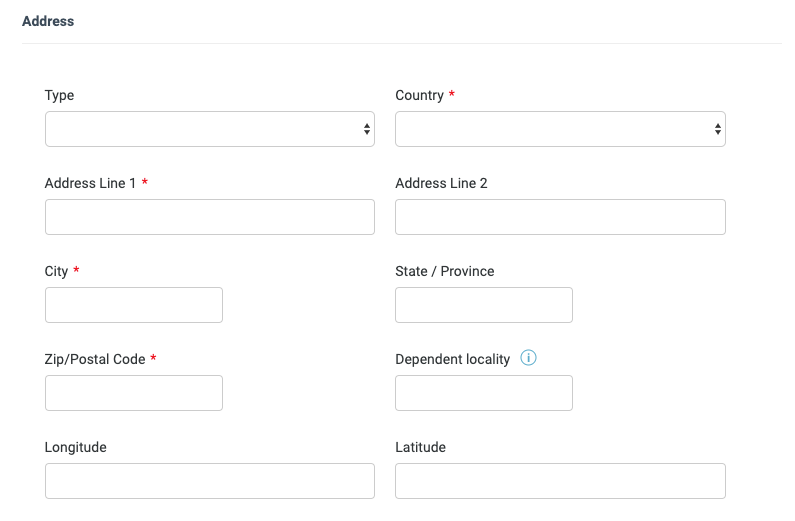 Address
Type
Country *
Address Line 1 *
Address Line 2
City *
State / Province
Zip/Postal Code *
Dependent locality i
Longitude
Latitude